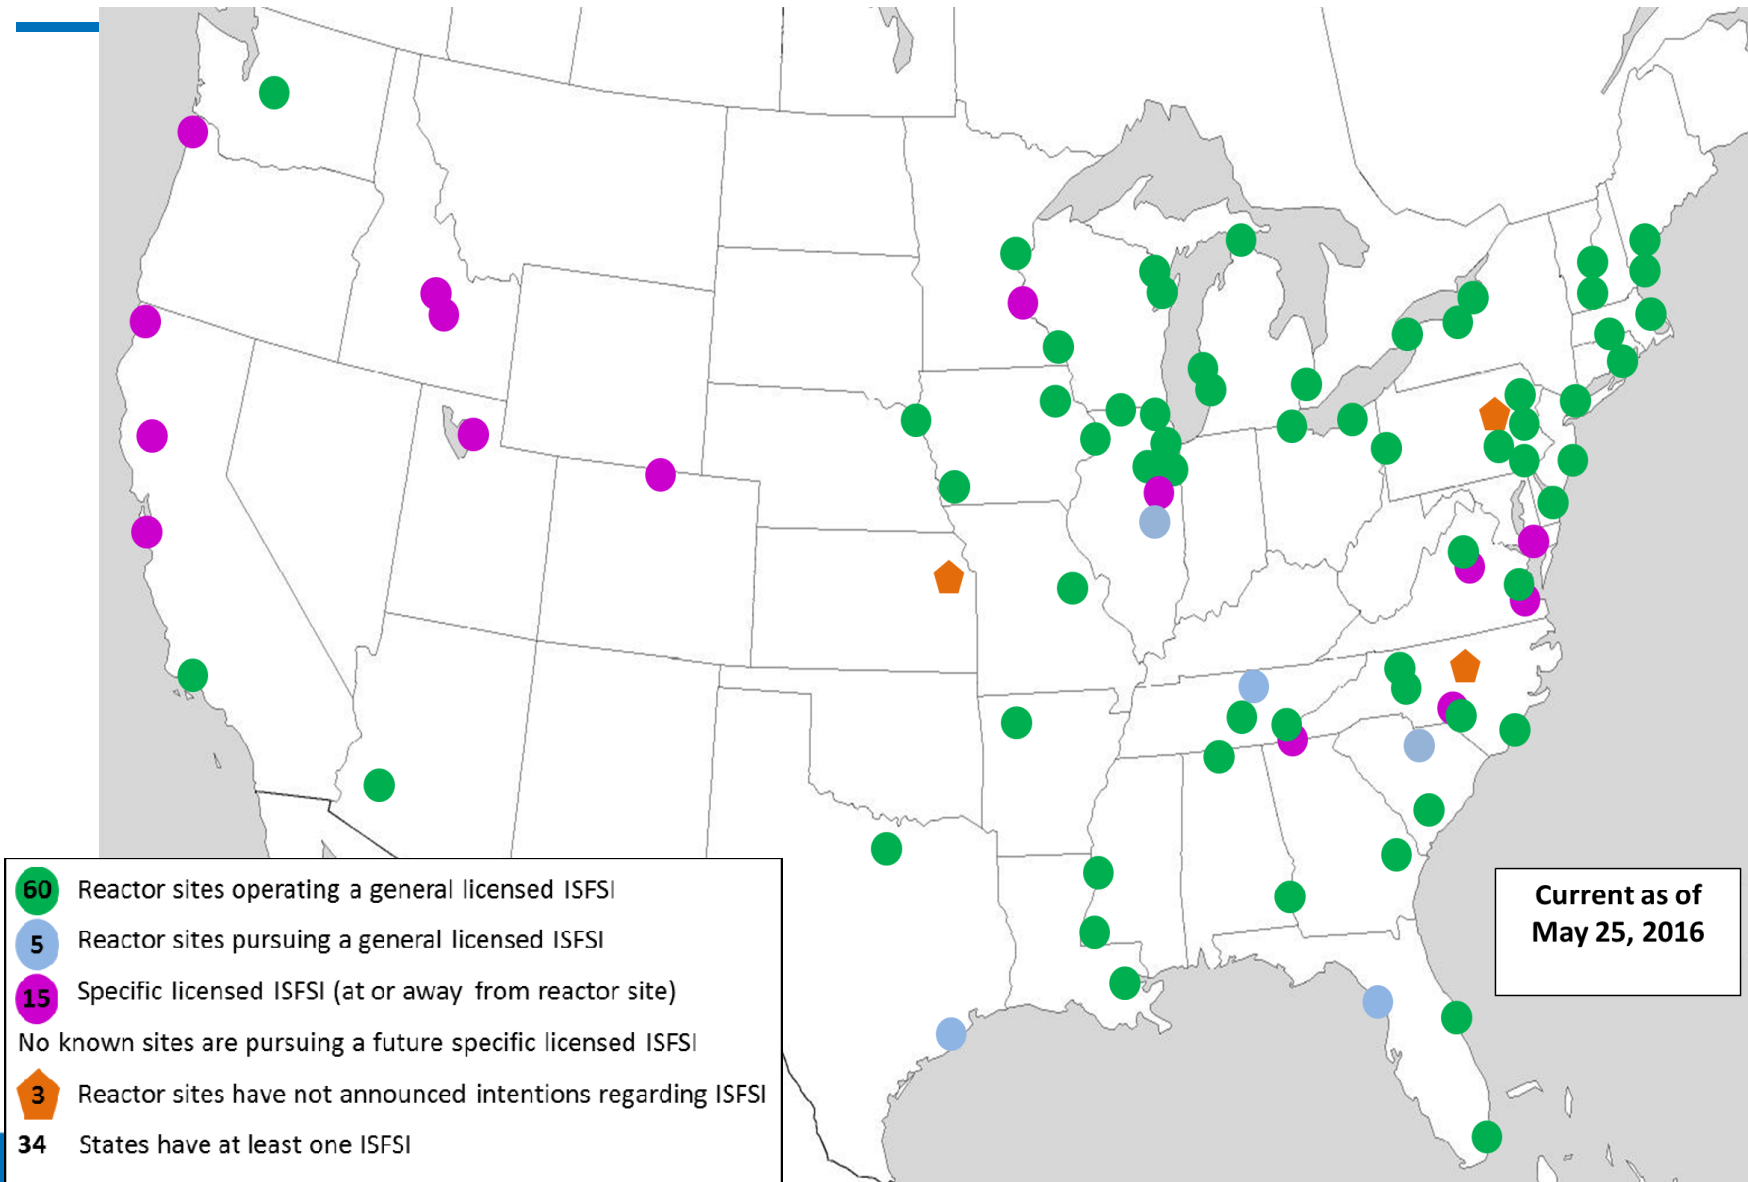 60 Reactor sites operating a general licensed ISFSI
5 Reactor sites pursuing a general licensed ISFSI
15 Specific licensed ISFSI (at or away from reactor site)
No known sites are pursuing a future specific licensed ISFSI
3 Reactor sites have not announced intentions regarding ISFSI
34 States have at least one ISFSI
Current as of
May 25, 2016